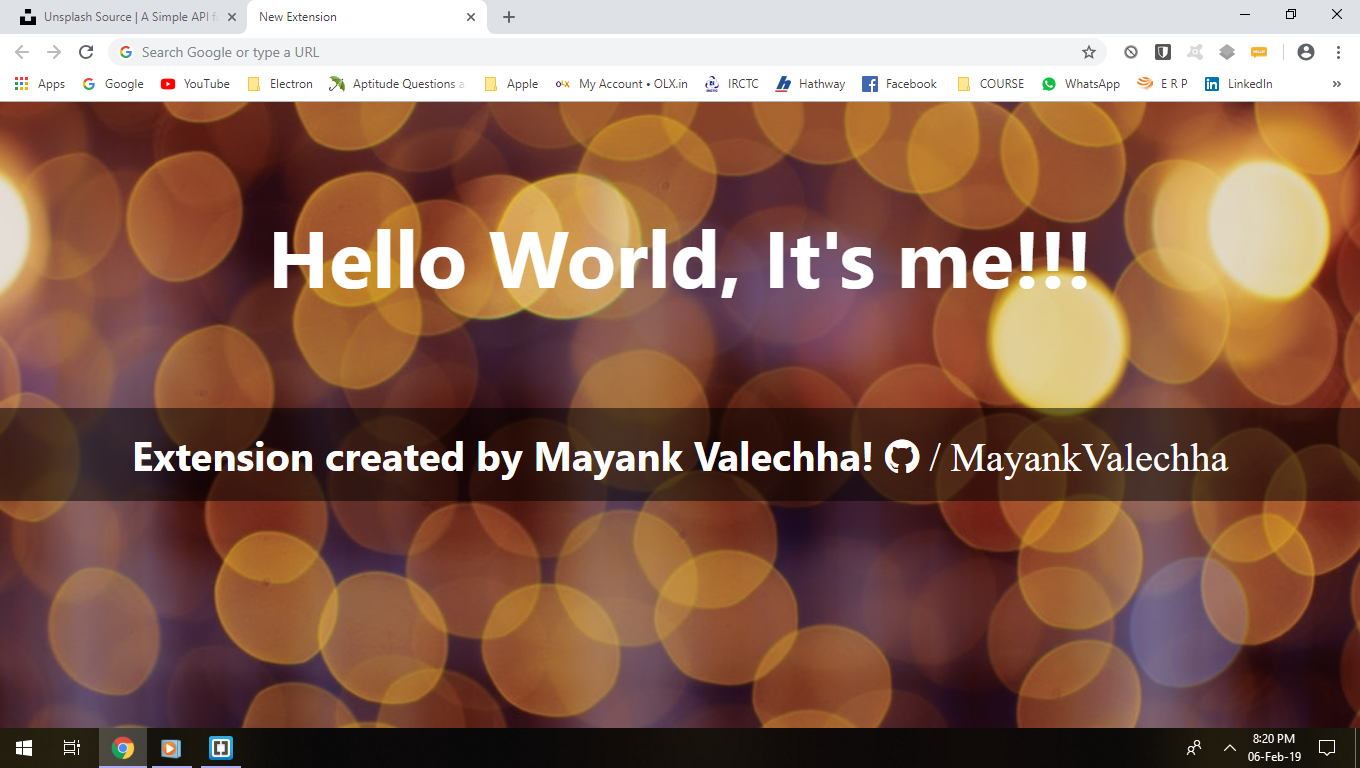 Unsplash Source | A Simple API f
New Extension
Search Google or type a URL
Apps Google YouTube Electron Aptitude Questions a Apple olx My Account • OLX.in IRCTC Hathway Facebook COURSE WhatsApp E R P LinkedIn »
Hello World, It's me!!!
Extension created by Mayank Valechha! / MayankValechha
8:20 PM
06-Feb-19